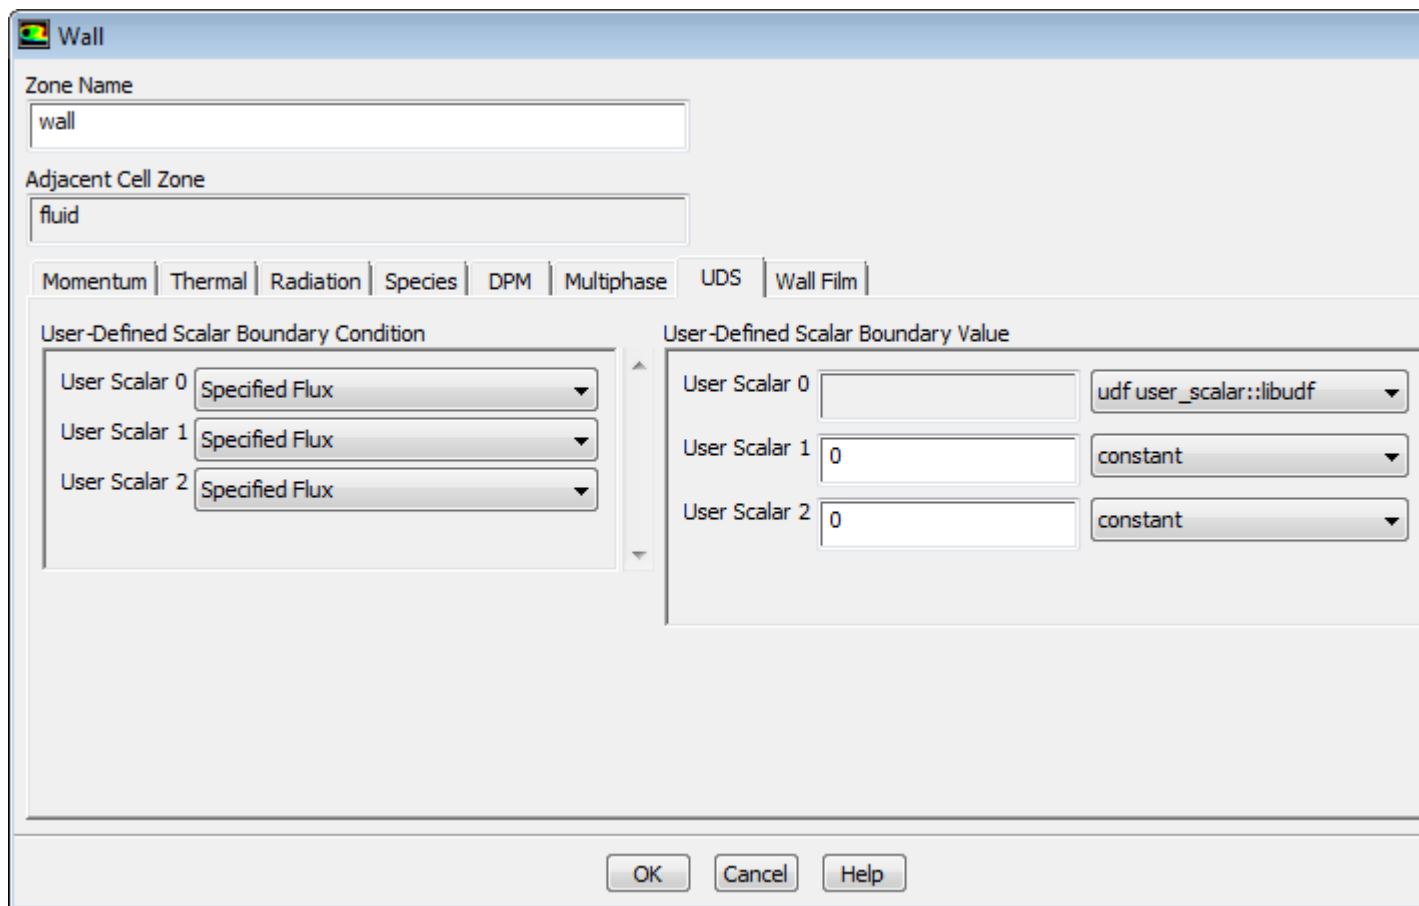 Wall
Zone Name
wall
Adjacent Cell Zone
fluid
Momentum Thermal Radiation Species DPM Multiphase UDS Wall Film
User-Defined Scalar Boundary Condition
User Scalar 0 Specified Flux
User Scalar 1 Specified Flux
User Scalar 2 Specified Flux
User-Defined Scalar Boundary Value
User Scalar 0 udf user_scalar::libudf
User Scalar 1 0 constant
User Scalar 2 0 constant
OK Cancel Help